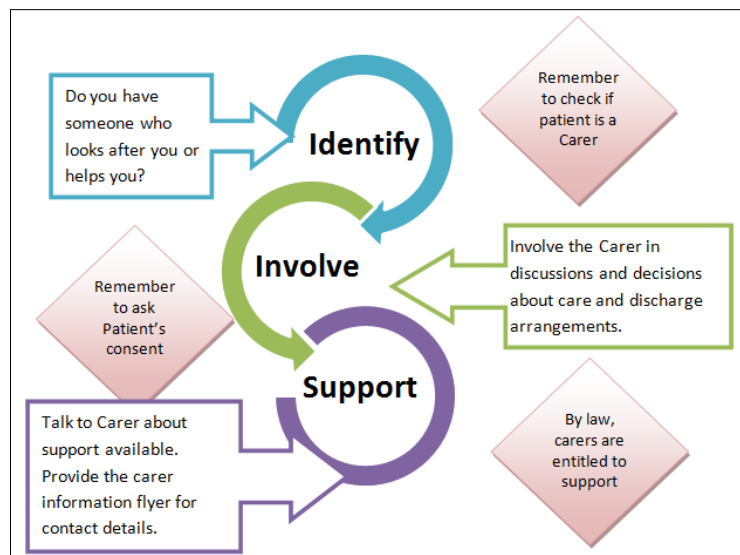 Do you have
someone who
looks after you or
helps you?
Identify
Remember
to check if
patient is a
Carer
Involve
Involve the Carer in
discussions and decisions
about care and discharge
arrangements.
Remember
to ask
Patient's
consent
Support
Talk to Carer about
support available.
Provide the carer
information flyer for
contact details.
By law,
carers are
entitled to
support